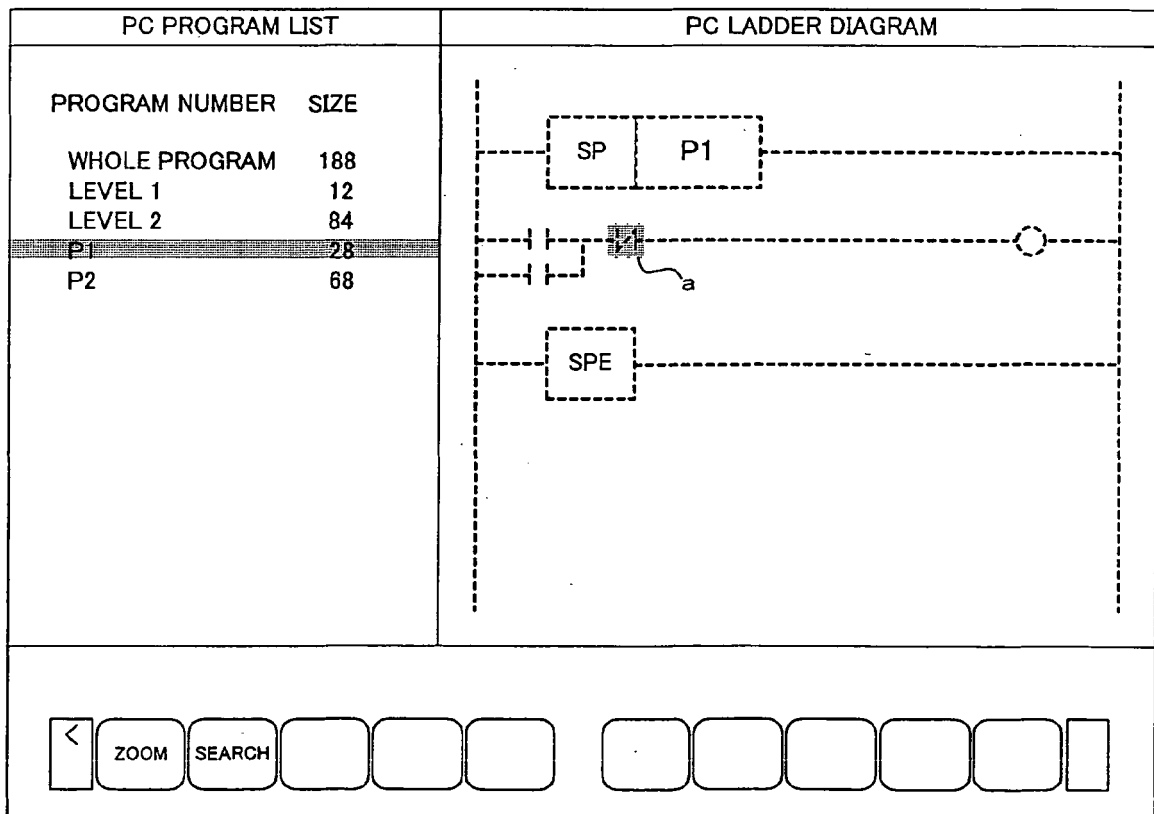 PC PROGRAM LIST
PROGRAM NUMBER SIZE
WHOLE PROGRAM 188
LEVEL 1 12
LEVEL 2 84
P1 28
P2 68
PC LADDER DIAGRAM
SP P1
a
SPE
< ZOOM SEARCH